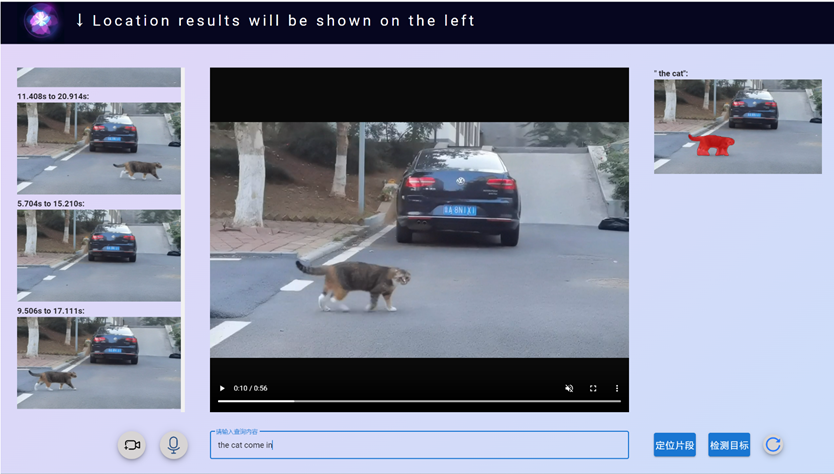 ↓ Location results will be shown on the left
11.408s to 20.914s:
5.704s to 15.210s:
9.506s to 17.111s:
" the cat":
0:10 / 0:56
请输入查询内容
the cat come in
定位片段
检测目标